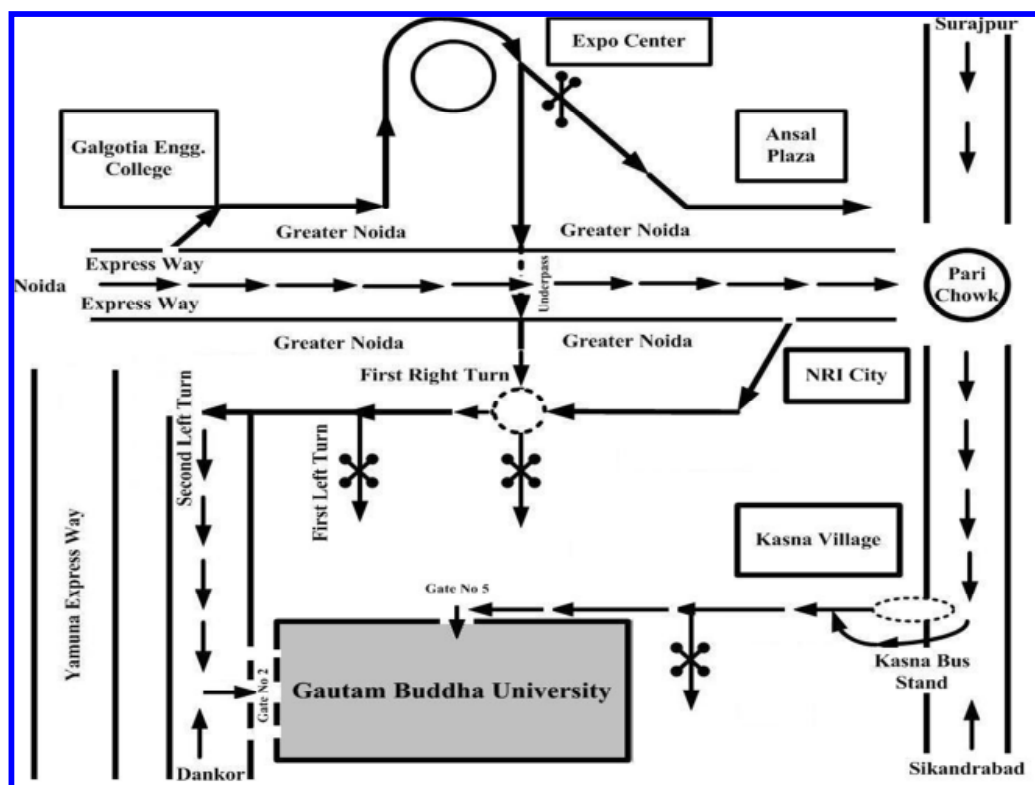 Surajpur
Expo Center
Galgotia Engg.
College
Ansal
Plaza
Greater Noida
Greater Noida
Express Way
Noida
Express Way
Underpass
Pari
Chowk
Greater Noida
Greater Noida
First Right Turn
NRI City
Second Left Turn
First Left Turn
Kasna Village
Yamuna Express Way
Gate No 5
Gate No 2
Gautam Buddha University
Kasna Bus
Stand
Dankor
Sikandrabad